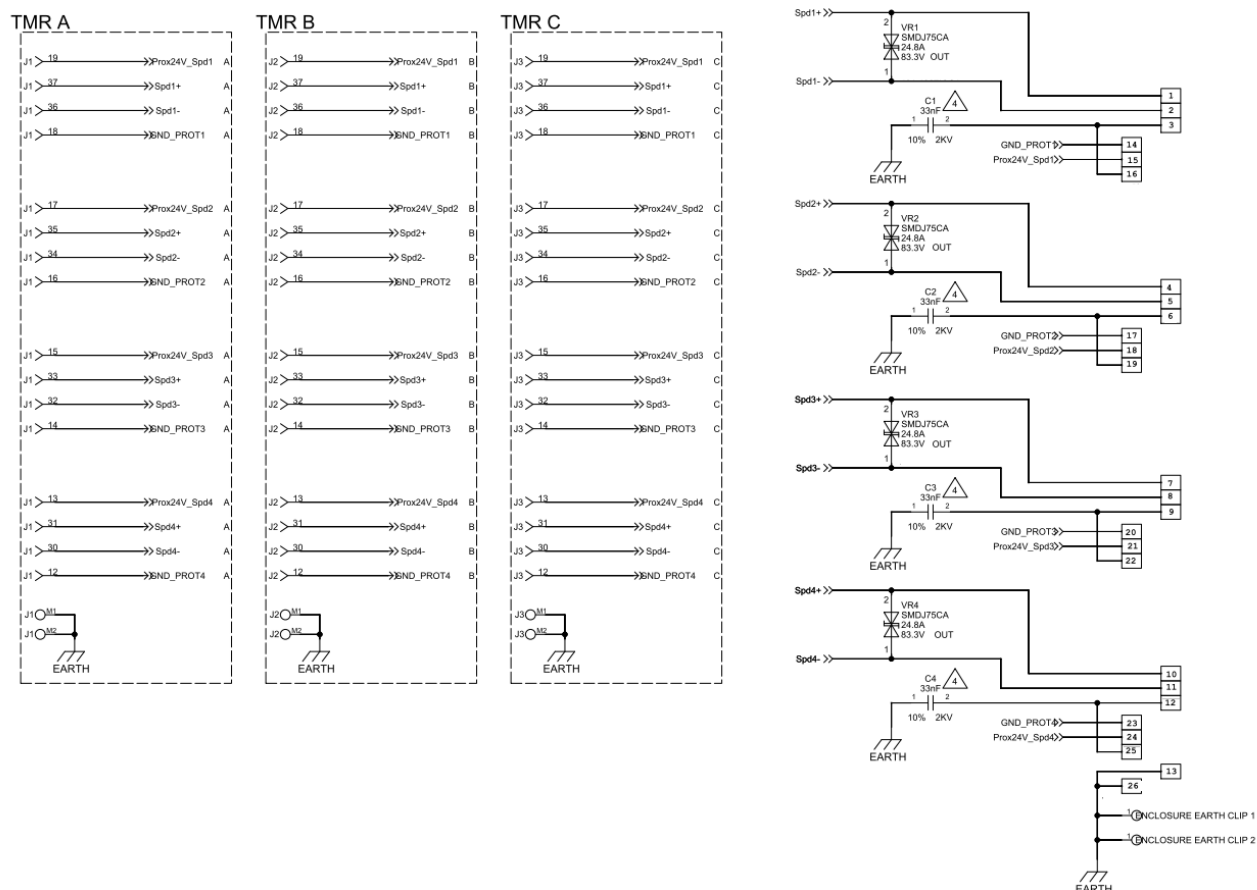 TMR A
J1 19 Prox24V_Spd1 A
J1 37 Spd1+ A
J1 36 Spd1- A
J1 18 GND_PROT1 A
J1 17 Prox24V_Spd2 A
J1 35 Spd2+ A
J1 34 Spd2- A
J1 16 GND_PROT2 A
J1 15 Prox24V_Spd3 A
J1 33 Spd3+ A
J1 32 Spd3- A
J1 14 GND_PROT3 A
J1 13 Prox24V_Spd4 A
J1 31 Spd4+ A
J1 30 Spd4- A
J1 12 GND_PROT4 A
J1 M1
J1 M2
EARTH
TMR B
J2 19 Prox24V_Spd1 B
J2 37 Spd1+ B
J2 36 Spd1- B
J2 18 GND_PROT1 B
J2 17 Prox24V_Spd2 B
J2 35 Spd2+ B
J2 34 Spd2- B
J2 16 GND_PROT2 B
J2 15 Prox24V_Spd3 B
J2 33 Spd3+ B
J2 32 Spd3- B
J2 14 GND_PROT3 B
J2 13 Prox24V_Spd4 B
J2 31 Spd4+ B
J2 30 Spd4- B
J2 12 GND_PROT4 B
J2 M1
J2 M2
EARTH
TMR C
J3 19 Prox24V_Spd1 C
J3 37 Spd1+ C
J3 36 Spd1- C
J3 18 GND_PROT1 C
J3 17 Prox24V_Spd2 C
J3 35 Spd2+ C
J3 34 Spd2- C
J3 16 GND_PROT2 C
J3 15 Prox24V_Spd3 C
J3 33 Spd3+ C
J3 32 Spd3- C
J3 14 GND_PROT3 C
J3 13 Prox24V_Spd4 C
J3 31 Spd4+ C
J3 30 Spd4- C
J3 12 GND_PROT4 C
J3 M1
J3 M2
EARTH
Spd1+
2
VR1
SMDJ75CA
24.8A
83.3V OUT
1
Spd1-
1
2
3
C1 4
33nF
1 2
10% 2KV
EARTH
GND_PROT1 14
Prox24V_Spd1 15
16
Spd2+
2
VR2
SMDJ75CA
24.8A
83.3V OUT
1
Spd2-
4
5
6
C2 4
33nF
1 2
10% 2KV
EARTH
GND_PROT2 17
Prox24V_Spd2 18
19
Spd3+
2
VR3
SMDJ75CA
24.8A
83.3V OUT
1
Spd3-
7
8
9
C3 4
33nF
1 2
10% 2KV
EARTH
GND_PROT3 20
Prox24V_Spd3 21
22
Spd4+
2
VR4
SMDJ75CA
24.8A
83.3V OUT
1
Spd4-
10
11
12
C4 4
33nF
1 2
10% 2KV
EARTH
GND_PROT4 23
Prox24V_Spd4 24
25
13
26
1 ENCLOSURE EARTH CLIP 1
1 ENCLOSURE EARTH CLIP 2
EARTH